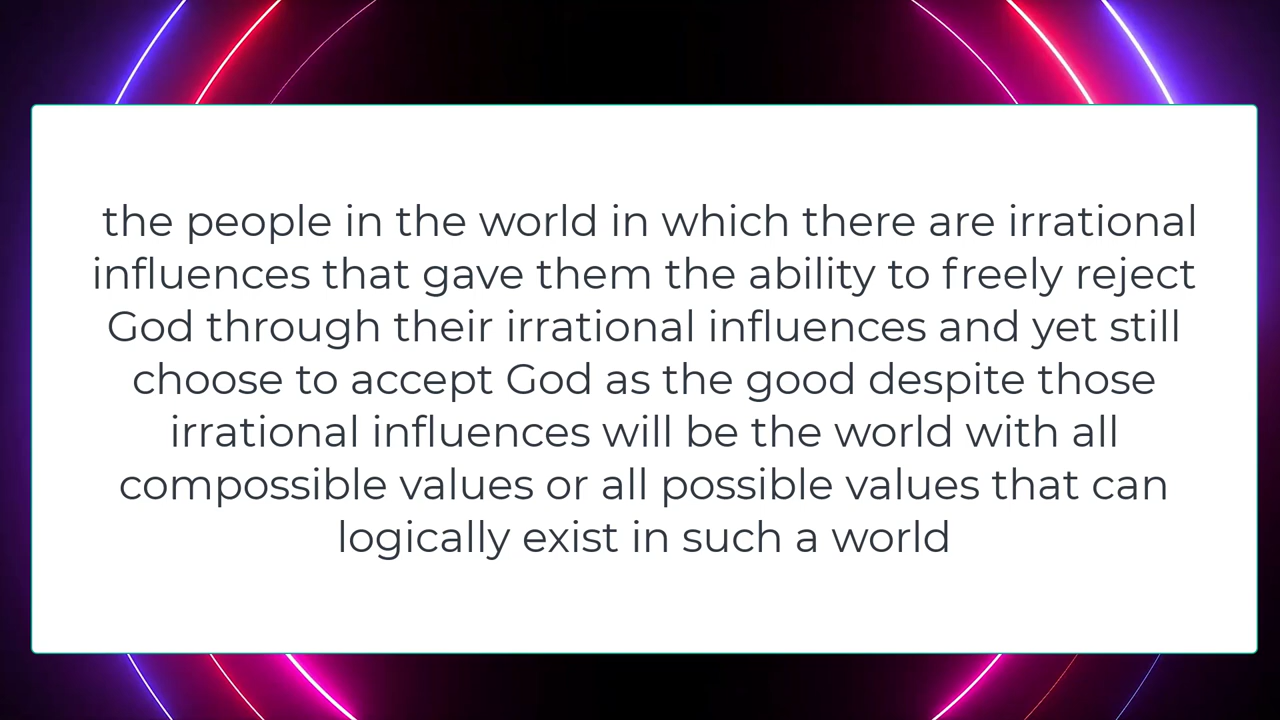 the people in the world in which there are irrational
influences that gave them the ability to freely reject
God through their irrational influences and yet still
choose to accept God as the good despite those
irrational influences will be the world with all
compossible values or all possible values that can
logically exist in such a world